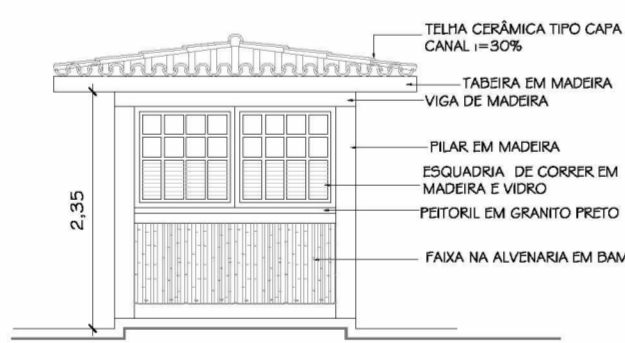 TELHA CERÂMICA TIPO CAPA
CANAL i=30%
TABEIRA EM MADEIRA
VIGA DE MADEIRA
PILAR EM MADEIRA
ESQUADRIA DE CORRER EM
MADEIRA E VIDRO
PEITORIL EM GRANITO PRETO
FAIXA NA ALVENARIA EM BAM
2,35